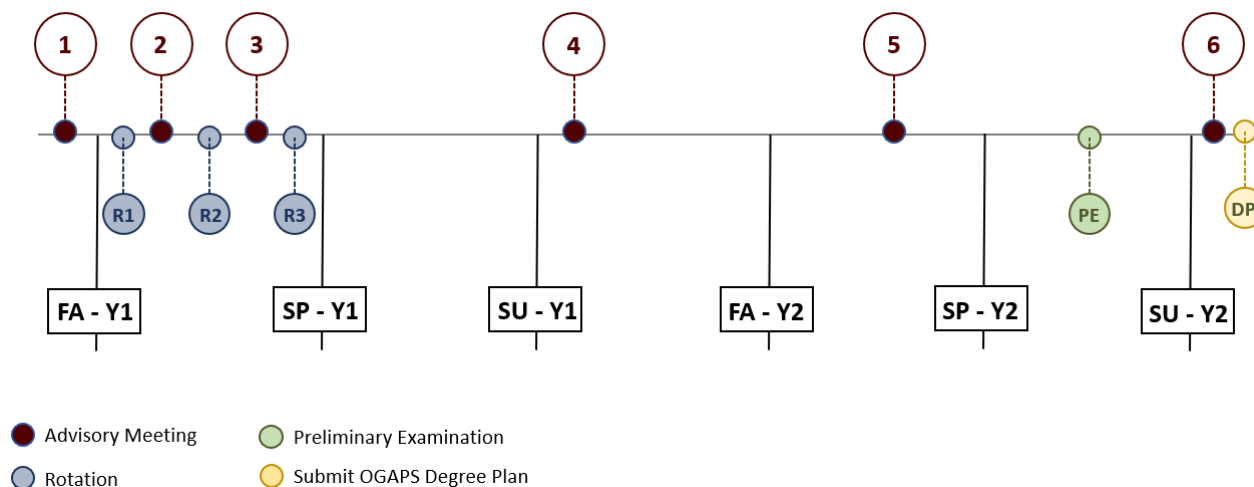 1 2 3 4 5 6
R1 R2 R3 PE DP
FA - Y1 SP - Y1 SU - Y1 FA - Y2 SP - Y2 SU - Y2
Advisory Meeting
Preliminary Examination
Rotation
Submit OGAPS Degree Plan